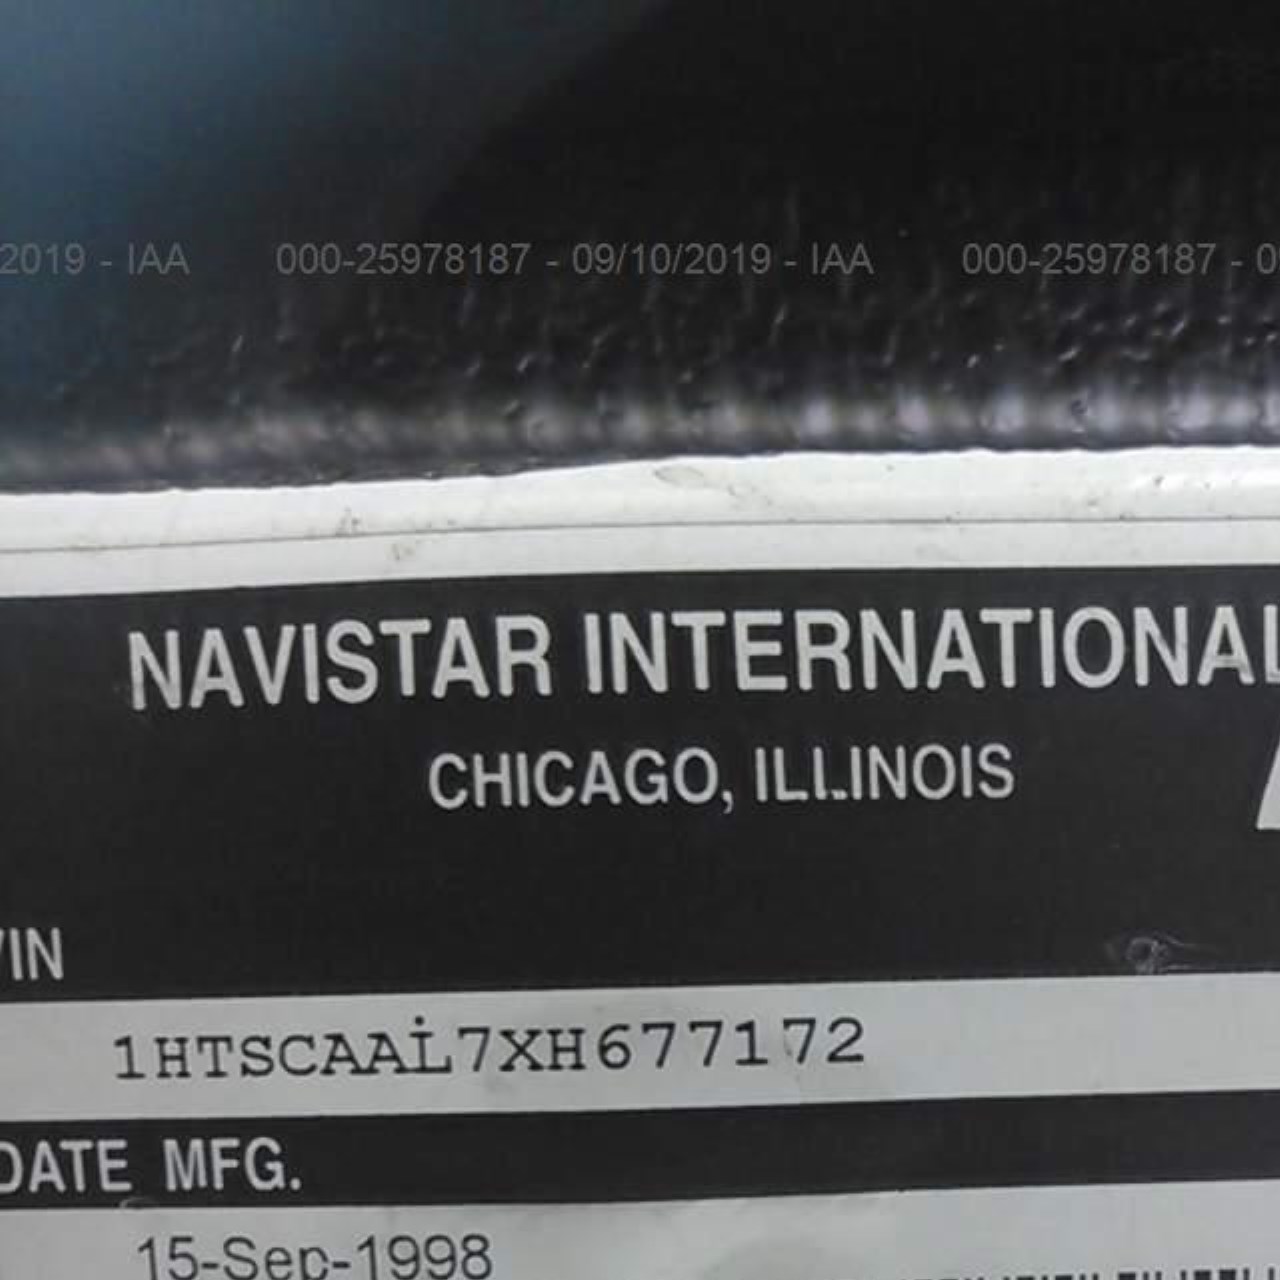 2019 - IAA 000-25978187 - 09/10/2019 - IAA 000-25978187 - 0
NAVISTAR INTERNATIONAL
CHICAGO, ILLINOIS
VIN
1HTSCAAL7XH677172
DATE MFG.
15-Sep-1998